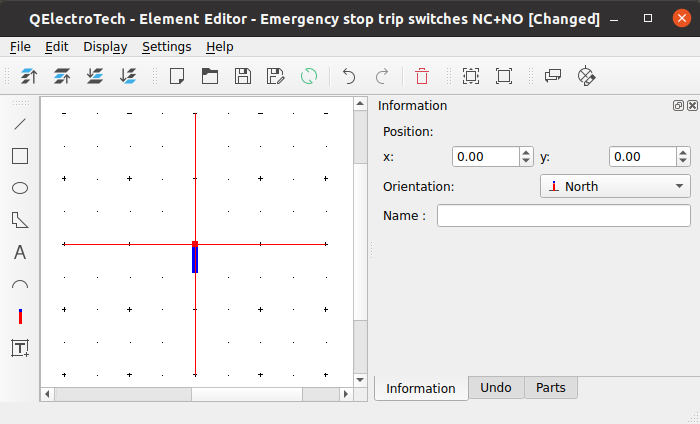 QElectroTech - Element Editor - Emergency stop trip switches NC+NO [Changed]
File Edit Display Settings Help
Information
Position:
x: 0.00 y: 0.00
Orientation: North
Name :
A
T
Information Undo Parts